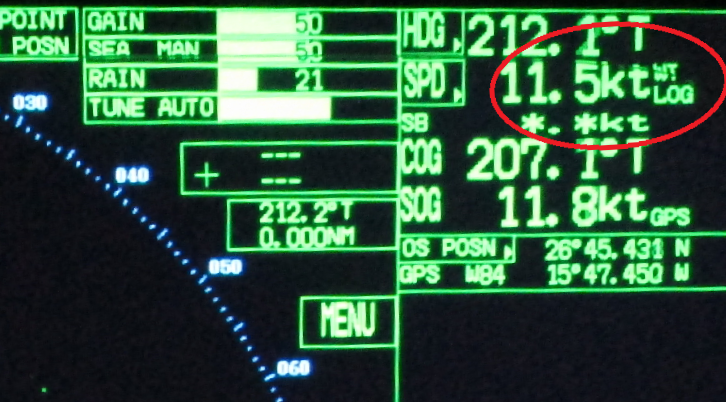 POINT
POSN
GAIN 50
SEA MAN 50
RAIN 21
TUNE AUTO
030
040
050
060
+ ---
---
212.2°T
0.000NM
MENU
HDG 212.1°T
SPD 11.5kt WT LOG
SB *.*kt
COG 207.1°T
SOG 11.8kt GPS
OS POSN 26°45.431 N
GPS W84 15°47.450 W